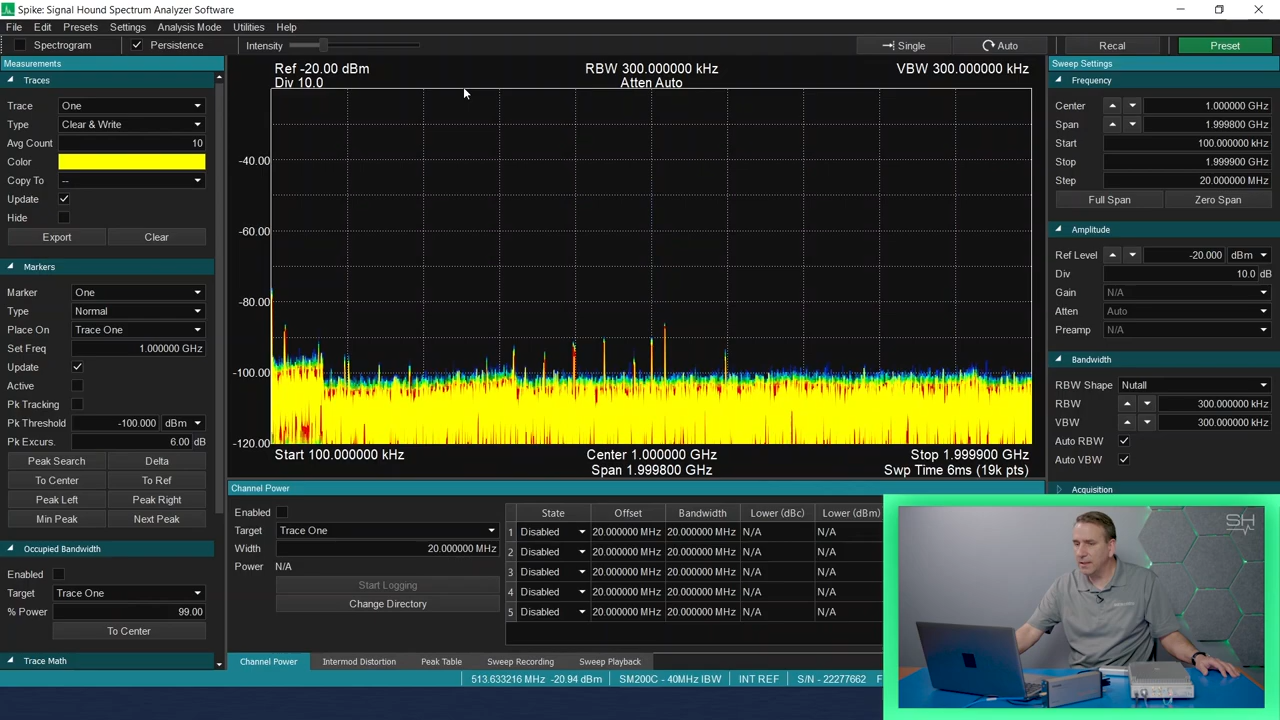 Spike: Signal Hound Spectrum Analyzer Software
File Edit Presets Settings Analysis Mode Utilities Help
Spectrogram Persistence Intensity Single Auto Recal Preset
Measurements
Traces
Trace One
Type Clear & Write
Avg Count 10
Color
Copy To --
Update
Hide
Export Clear
Markers
Marker One
Type Normal
Place On Trace One
Set Freq 1.000000 GHz
Update
Active
Pk Tracking
Pk Threshold -100.000 dBm
Pk Excurs. 6.00 dB
Peak Search Delta
To Center To Ref
Peak Left Peak Right
Min Peak Next Peak
Occupied Bandwidth
Enabled
Target Trace One
% Power 99.00
To Center
Trace Math
Ref -20.00 dBm RBW 300.000000 kHz VBW 300.000000 kHz
Div 10.0 Atten Auto
-40.00
-60.00
-80.00
-100.00
-120.00
Start 100.000000 kHz Center 1.000000 GHz Stop 1.999900 GHz
Span 1.999800 GHz Swp Time 6ms (19k pts)
Channel Power
Enabled
Target Trace One
Width 20.000000 MHz
Power N/A
Start Logging
Change Directory
State Offset Bandwidth Lower (dBc) Lower (dBm)
1 Disabled 20.000000 MHz 20.000000 MHz N/A N/A
2 Disabled 20.000000 MHz 20.000000 MHz N/A N/A
3 Disabled 20.000000 MHz 20.000000 MHz N/A N/A
4 Disabled 20.000000 MHz 20.000000 MHz N/A N/A
5 Disabled 20.000000 MHz 20.000000 MHz N/A N/A
Channel Power Intermod Distortion Peak Table Sweep Recording Sweep Playback
513.633216 MHz -20.94 dBm SM200C - 40MHz IBW INT REF S/N - 22277662 F
Sweep Settings
Frequency
Center 1.000000 GHz
Span 1.999800 GHz
Start 100.000000 kHz
Stop 1.999900 GHz
Step 20.000000 MHz
Full Span Zero Span
Amplitude
Ref Level -20.000 dBm
Div 10.0 dB
Gain N/A
Atten Auto
Preamp N/A
Bandwidth
RBW Shape Nutall
RBW 300.000000 kHz
VBW 300.000000 kHz
Auto RBW
Auto VBW
Acquisition
SH